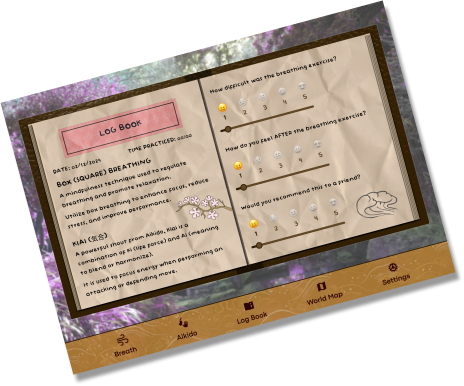 LOG BOOK
DATE: 02/12/2024
TIME PRACTICED: 00:00
BOX (SQUARE) BREATHING
A mindfulness technique used to regulate
breathing and promote relaxation.
Utilize box breathing to enhance focus, reduce
stress, and improve performance.
KIAI (気合)
A powerful shout from Aikido, Kiai is a
combination of Ki (life force) and Ai (meaning
to blend or harmonize).
It is used to focus energy when performing an
attacking or defending move.
How difficult was the breathing exercise?
1 2 3 4 5
How do you feel AFTER the breathing exercise?
1 2 3 4 5
Would you recommend this to a friend?
1 2 3 4 5
Breath
Aikido
Log Book
World Map
Settings